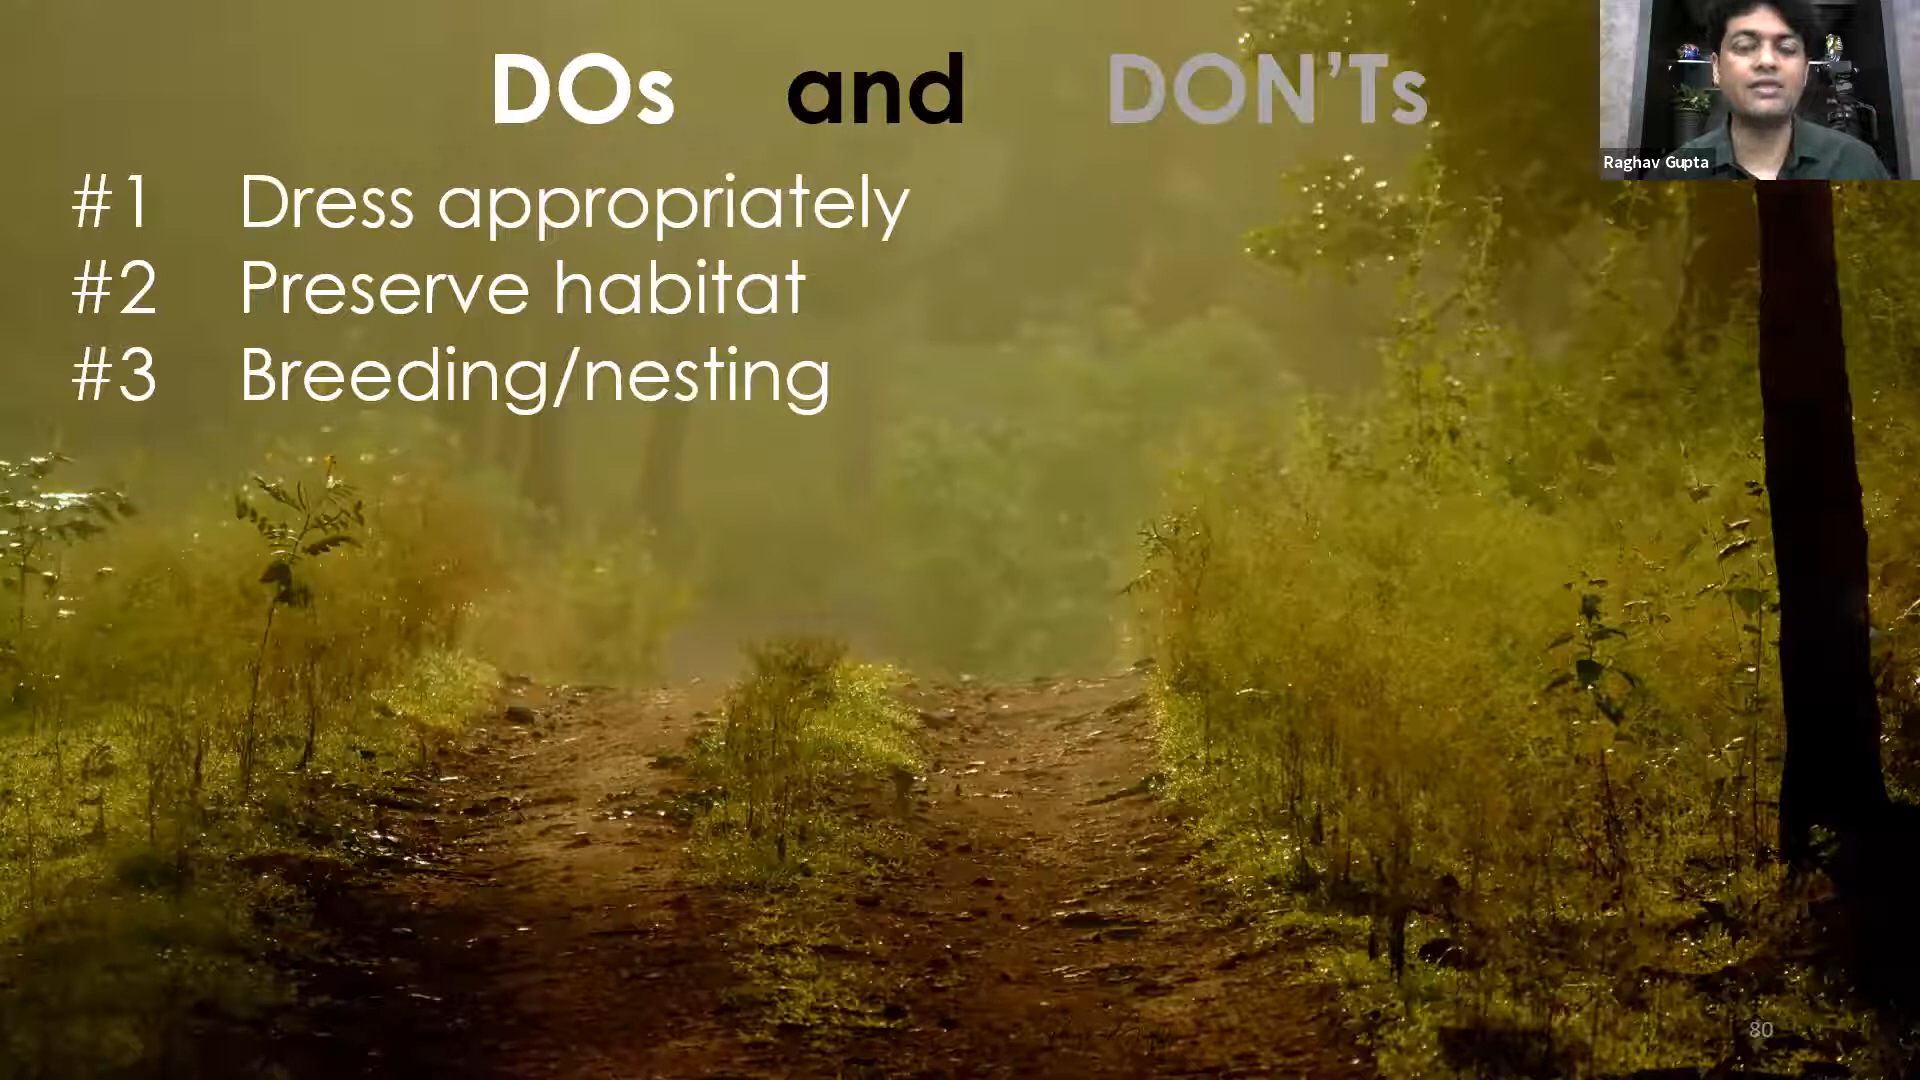 DOs and DON’Ts
Raghav Gupta
#1 Dress appropriately
#2 Preserve habitat
#3 Breeding/nesting
80